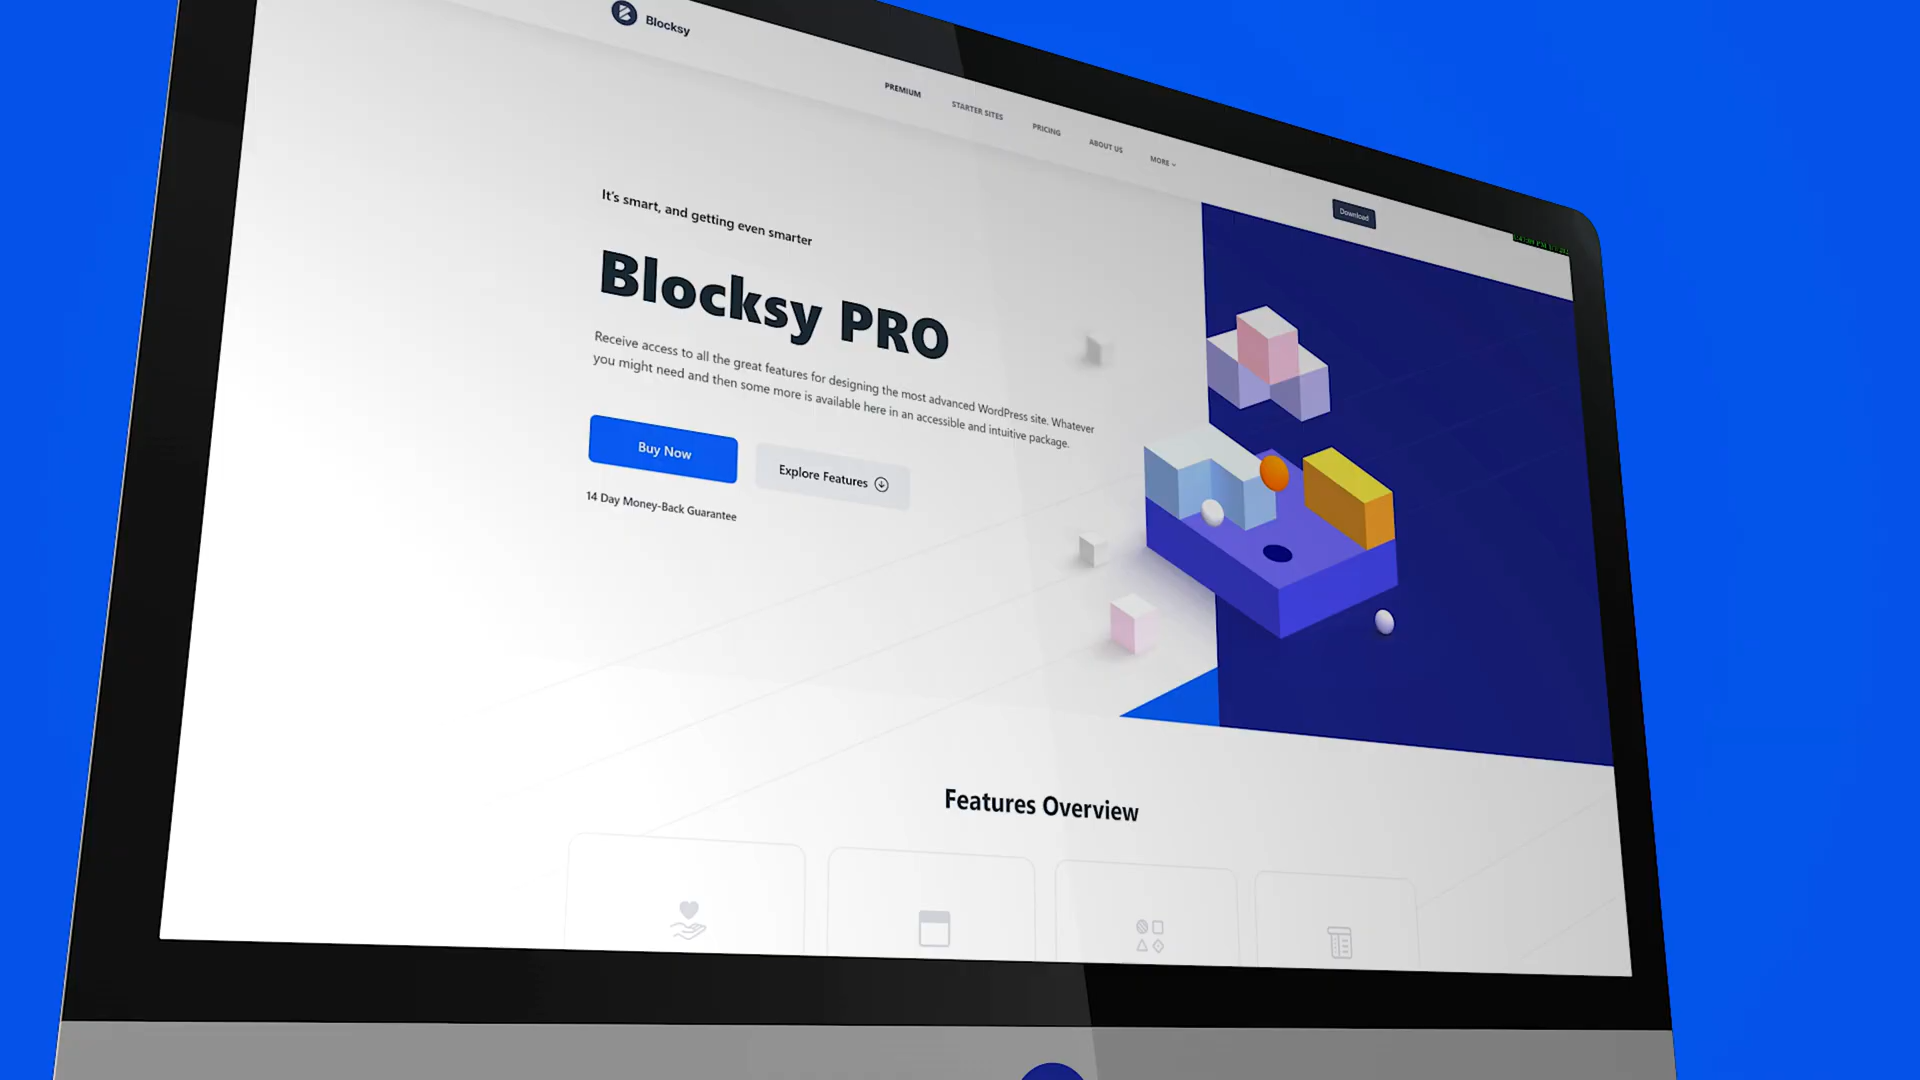 Blocksy
PREMIUM
STARTER SITES
PRICING
ABOUT US
MORE
Download
It's smart, and getting even smarter
Blocksy PRO
Receive access to all the great features for designing the most advanced WordPress site. Whatever
you might need and then some more is available here in an accessible and intuitive package.
Buy Now
Explore Features
14 Day Money-Back Guarantee
Features Overview